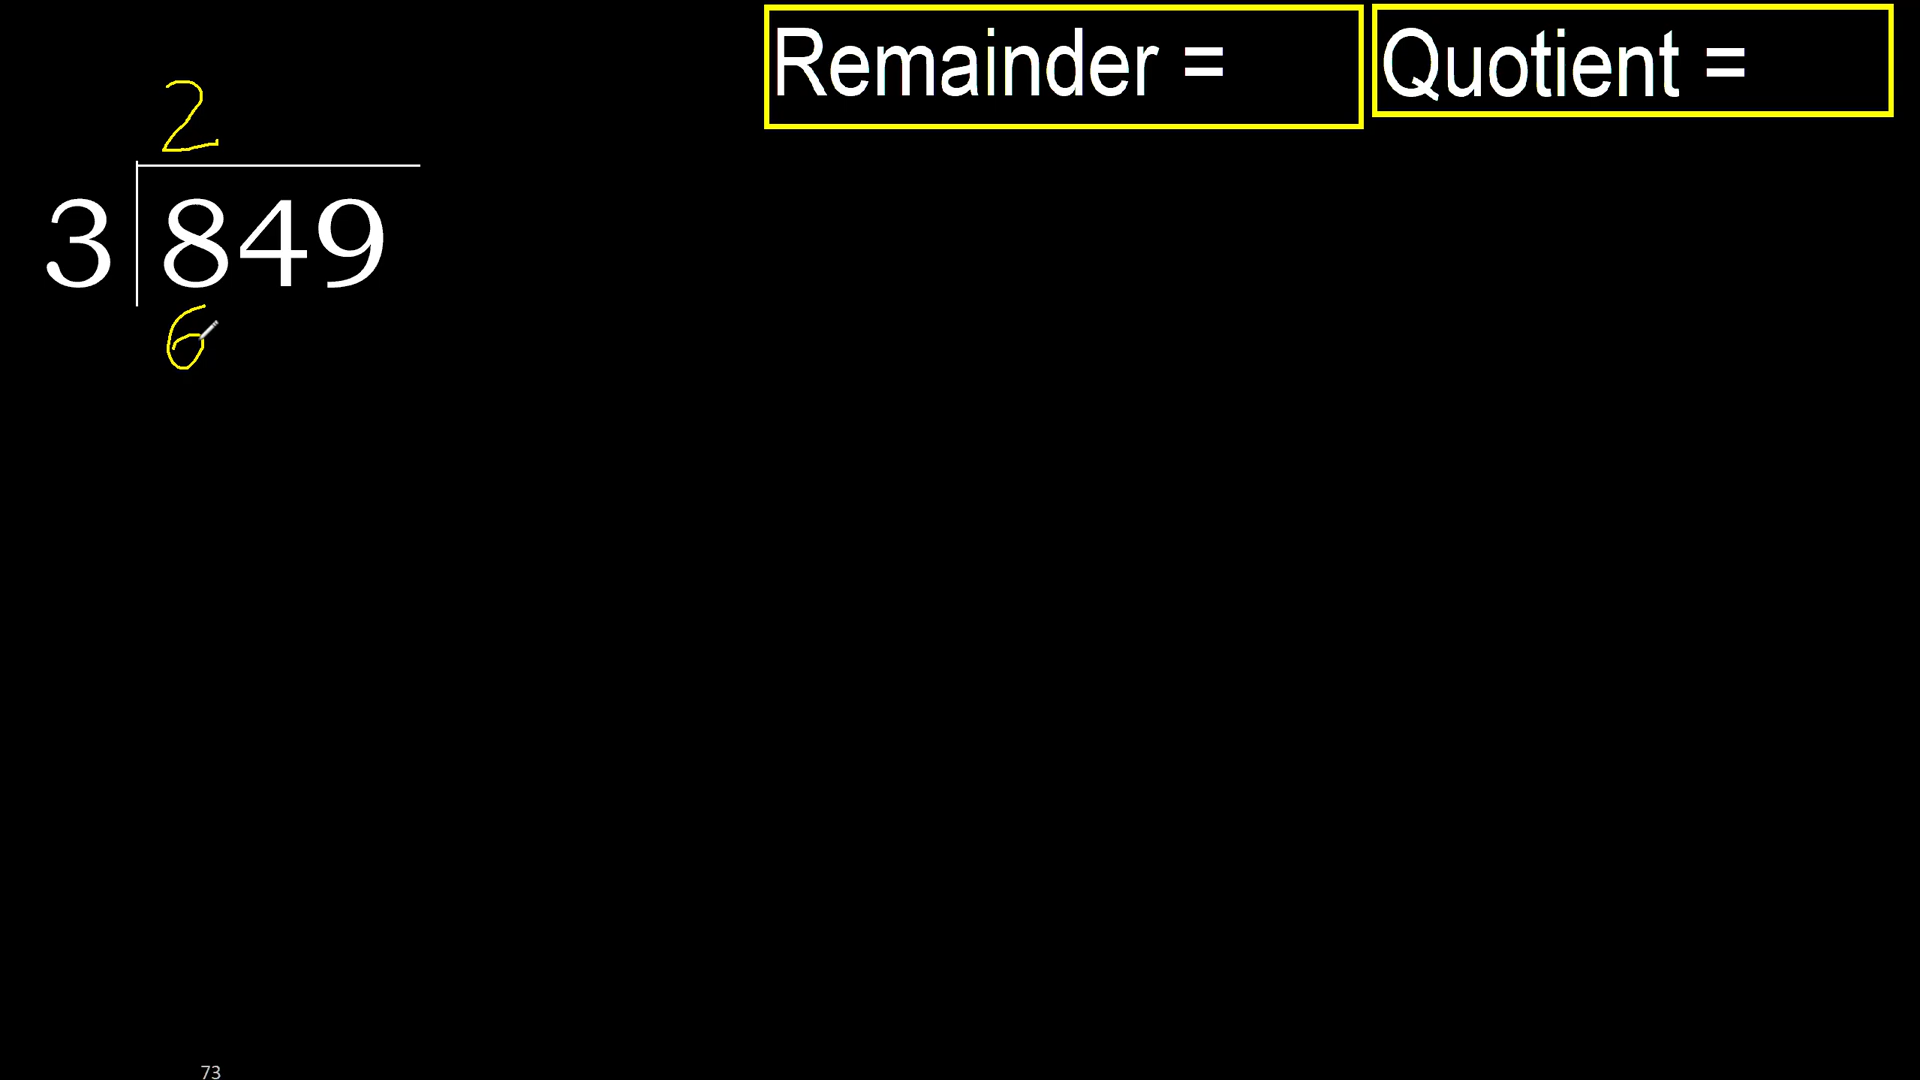 Remainder = Quotient =
2
3 849
6
73